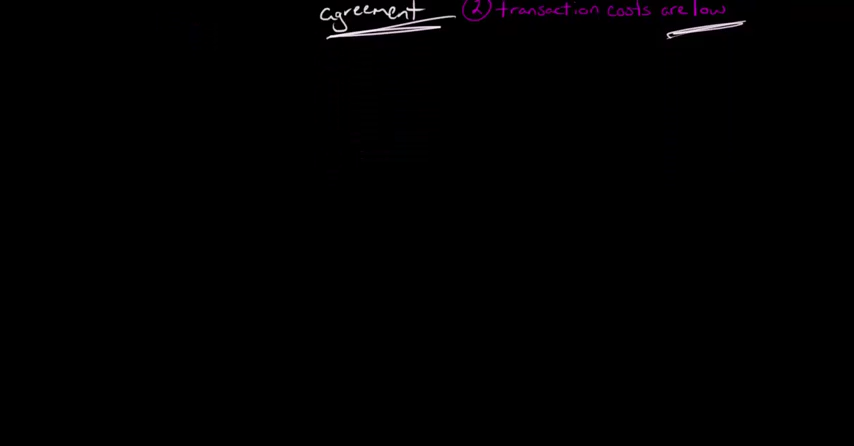 agreement ② transaction costs are low